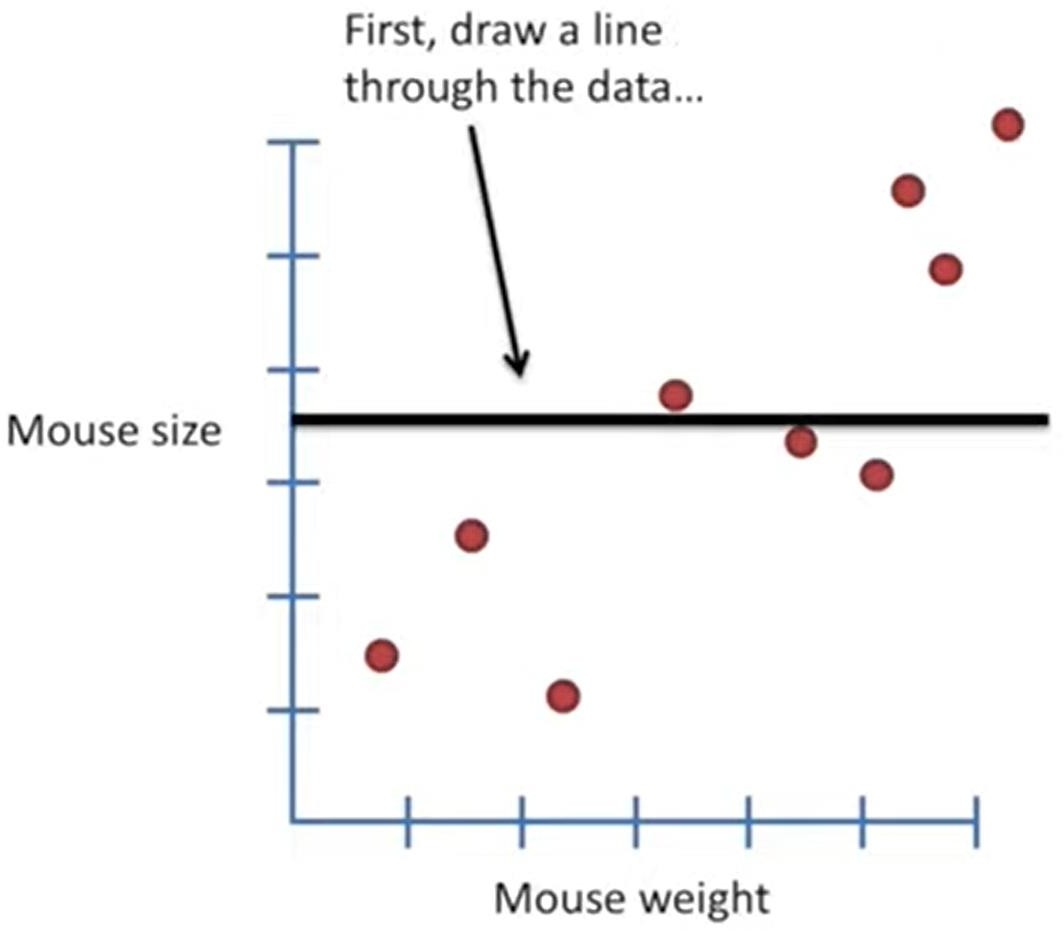 First, draw a line
through the data...
Mouse size
Mouse weight